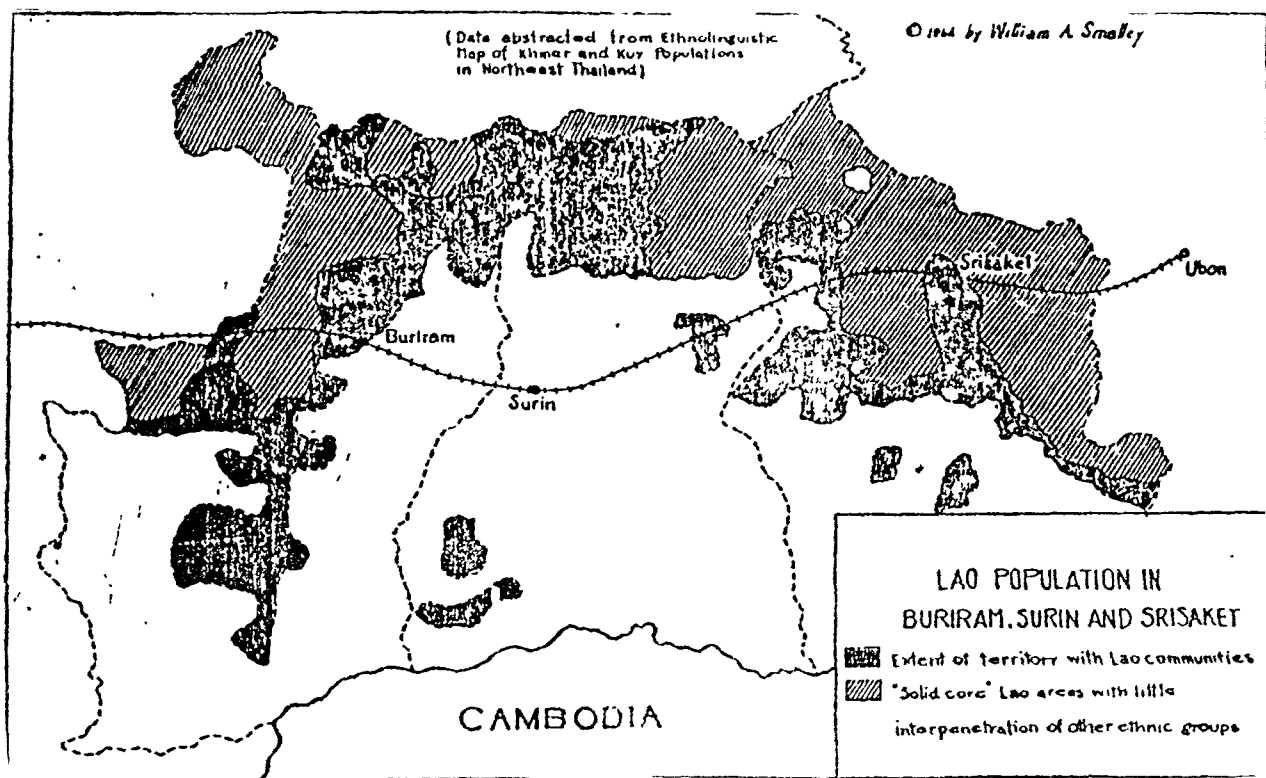 (Data abstracted from Ethnolinguistic
Map of Khmer and Kuy Populations
in Northeast Thailand)
© 1964 by William A. Smalley
Srisaket
Ubon
Buriram
Surin
CAMBODIA
LAO POPULATION IN
BURIRAM, SURIN AND SRISAKET
Extent of territory with Lao communities
"Solid core" Lao areas with little
interpenetration of other ethnic groups